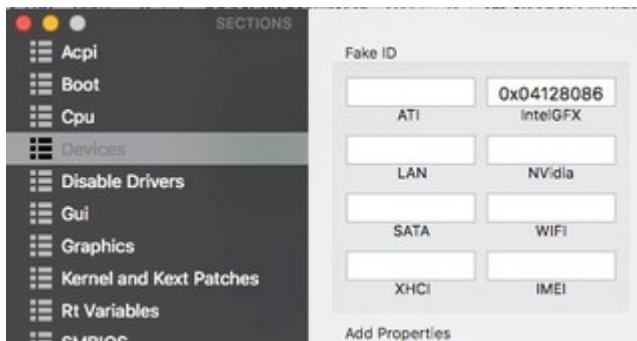 SECTIONS
Acpi
Boot
Cpu
Devices
Disable Drivers
Gui
Graphics
Kernel and Kext Patches
Rt Variables
SMBIOS
Fake ID
0x04128086
ATI IntelGFX
LAN NVidia
SATA WIFI
XHCI IMEI
Add Properties